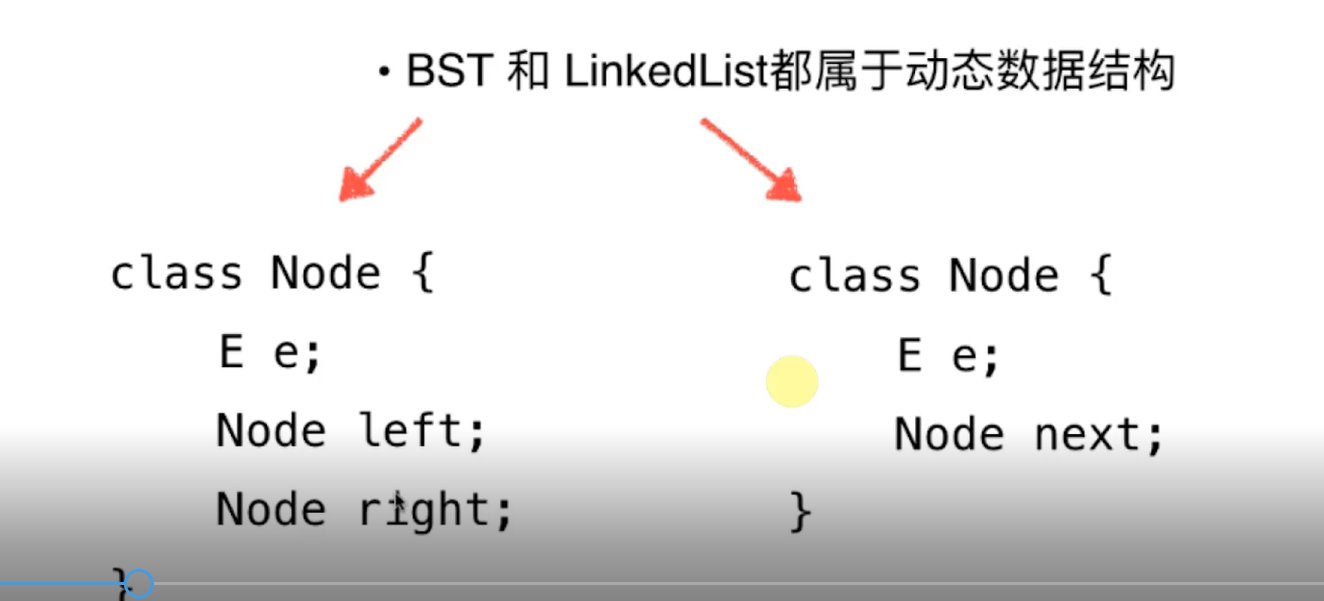 • BST 和 LinkedList都属于动态数据结构
class Node {
E e;
Node left;
Node right;
}
class Node {
E e;
Node next;
}